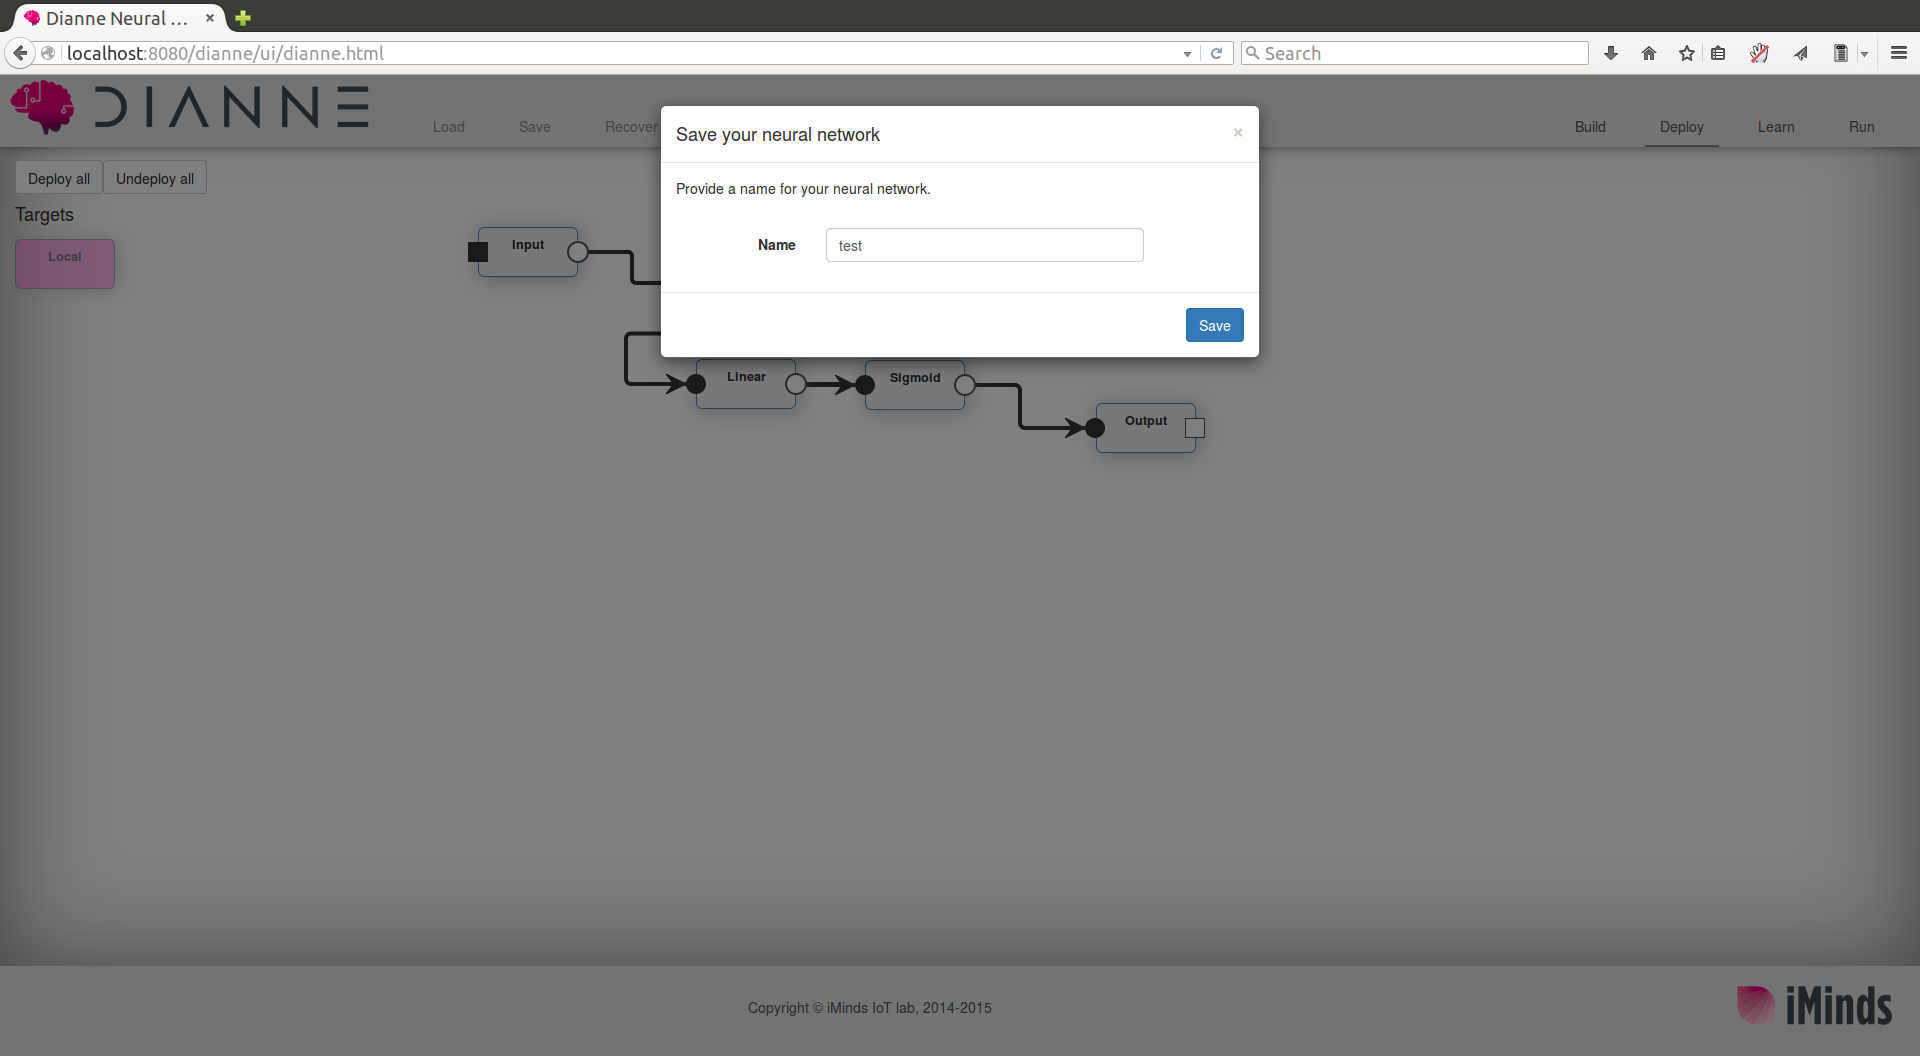 Dianne Neural ...
localhost:8080/dianne/ui/dianne.html
Search
DIANNE
Load Save Recover
Build Deploy Learn Run
Save your neural network
×
Provide a name for your neural network.
Name test
Save
Deploy all Undeploy all
Targets
Local
Input
Linear
Sigmoid
Output
Copyright © iMinds IoT lab, 2014-2015
iMinds